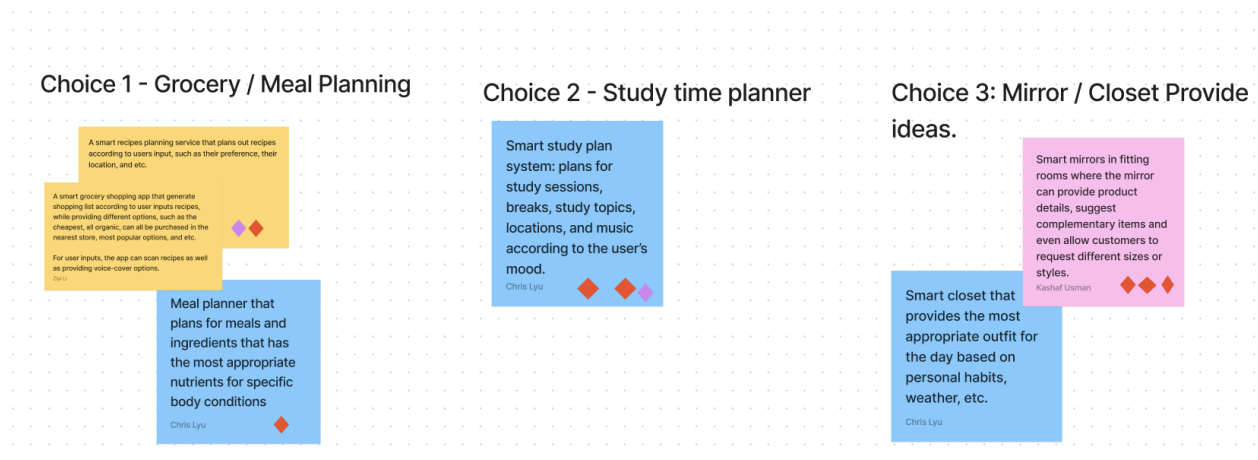 Choice 1 - Grocery / Meal Planning
A smart recipes planning service that plans out recipes
according to users input, such as their preference, their
location, and etc.
A smart grocery shopping app that generate
shopping list according to user inputs recipes,
while providing different options, such as the
cheapest, all organic, can all be purchased in the
nearest store, most popular options, and etc.
For user inputs, the app can scan recipes as well
as providing voice-cover options.
Meal planner that
plans for meals and
ingredients that has
the most appropriate
nutrients for specific
body conditions
Chris Lyu
Choice 2 - Study time planner
Smart study plan
system: plans for
study sessions,
breaks, study topics,
locations, and music
according to the user's
mood.
Chris Lyu
Choice 3: Mirror / Closet Provide
ideas.
Smart mirrors in fitting
rooms where the mirror
can provide product
details, suggest
complementary items and
even allow customers to
request different sizes or
styles.
Kashaf Usman
Smart closet that
provides the most
appropriate outfit for
the day based on
personal habits,
weather, etc.
Chris Lyu